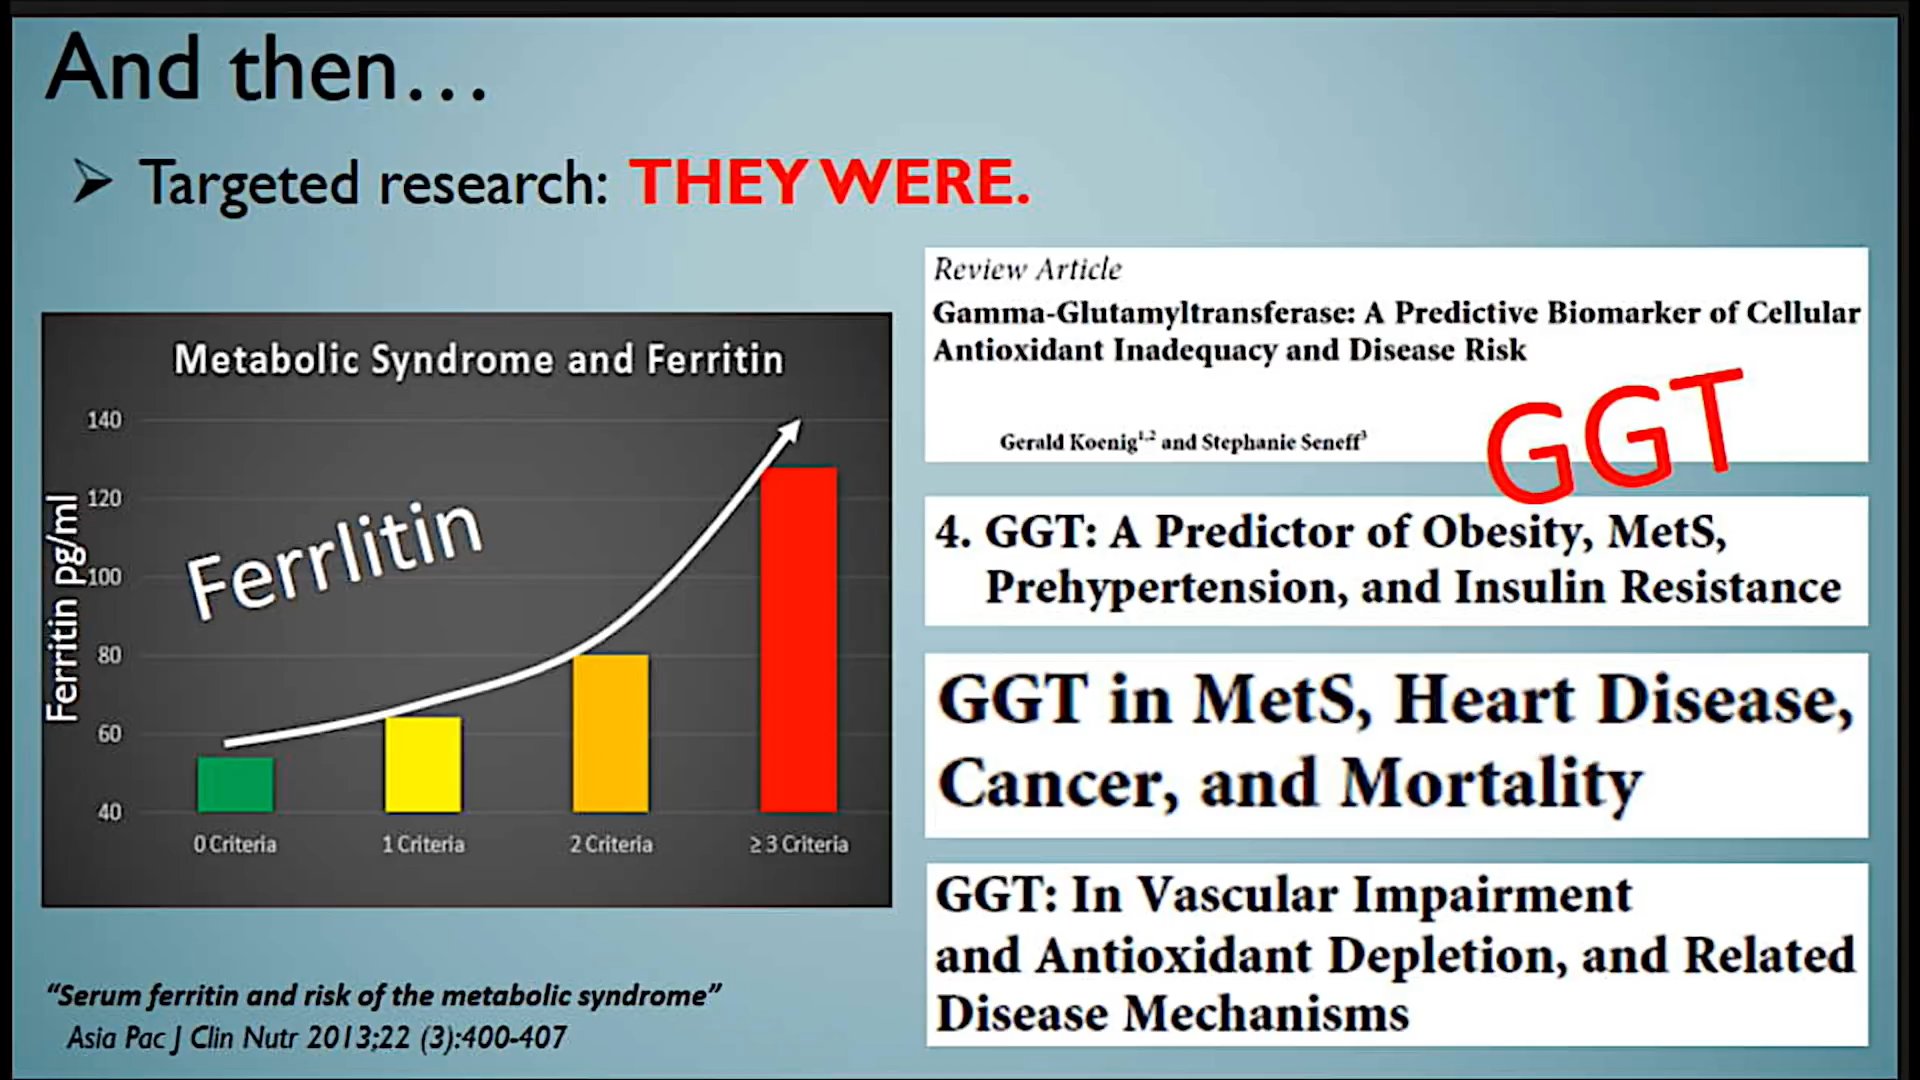 And then...
➢ Targeted research: THEY WERE.
Metabolic Syndrome and Ferritin
Ferritin pg/ml
140
120
100
80
60
40
Ferrlitin
0 Criteria
1 Criteria
2 Criteria
≥ 3 Criteria
"Serum ferritin and risk of the metabolic syndrome"
Asia Pac J Clin Nutr 2013;22 (3):400-407
Review Article
Gamma-Glutamyltransferase: A Predictive Biomarker of Cellular
Antioxidant Inadequacy and Disease Risk
Gerald Koenig1,2 and Stephanie Seneff3
GGT
4. GGT: A Predictor of Obesity, MetS,
Prehypertension, and Insulin Resistance
GGT in MetS, Heart Disease,
Cancer, and Mortality
GGT: In Vascular Impairment
and Antioxidant Depletion, and Related
Disease Mechanisms